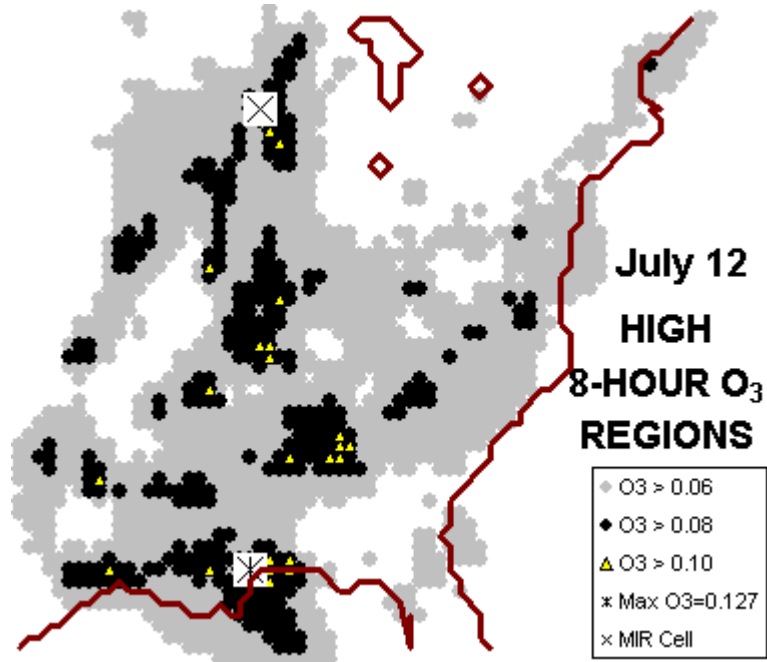 July 12
HIGH
8-HOUR O₃
REGIONS
O3 > 0.06
O3 > 0.08
O3 > 0.10
Max O3=0.127
MIR Cell